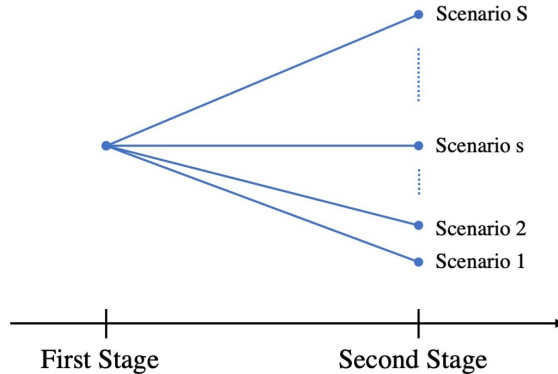 Scenario S
Scenario s
Scenario 2
Scenario 1
First Stage
Second Stage